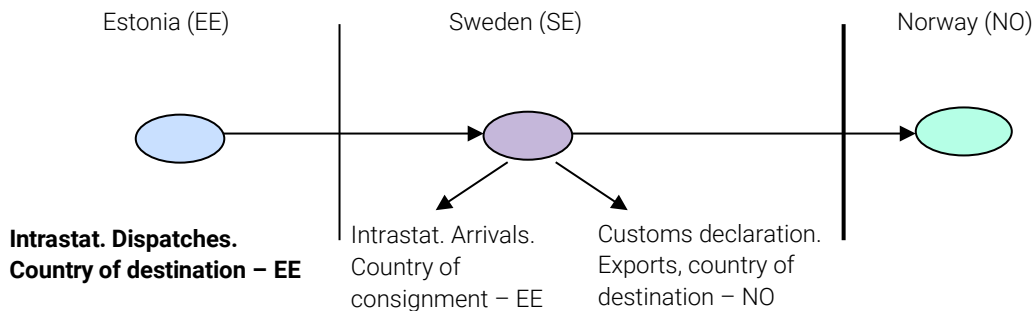 Estonia (EE)
Sweden (SE)
Norway (NO)
Intrastat. Dispatches.
Country of destination – EE
Intrastat. Arrivals.
Country of
consignment – EE
Customs declaration.
Exports, country of
destination – NO